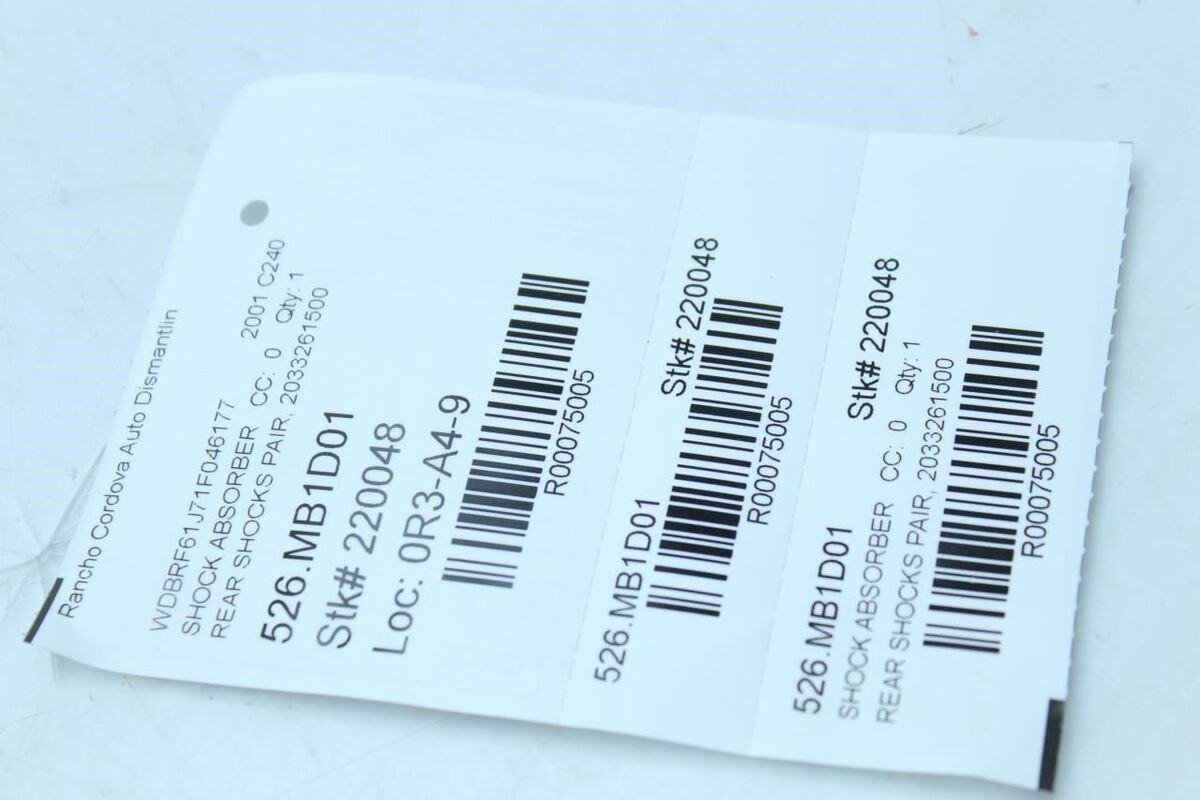 Rancho Cordova Auto Dismantlin
WDBRF61J71F046177
SHOCK ABSORBER CC: 0 2001 C240
REAR SHOCKS PAIR, 2033261500 Qty: 1
526.MB1D01
Stk# 220048
Loc: 0R3-A4-9
R00075005
526.MB1D01 Stk# 220048
R00075005
526.MB1D01 Stk# 220048
SHOCK ABSORBER CC: 0 Qty: 1
REAR SHOCKS PAIR, 2033261500
R00075005